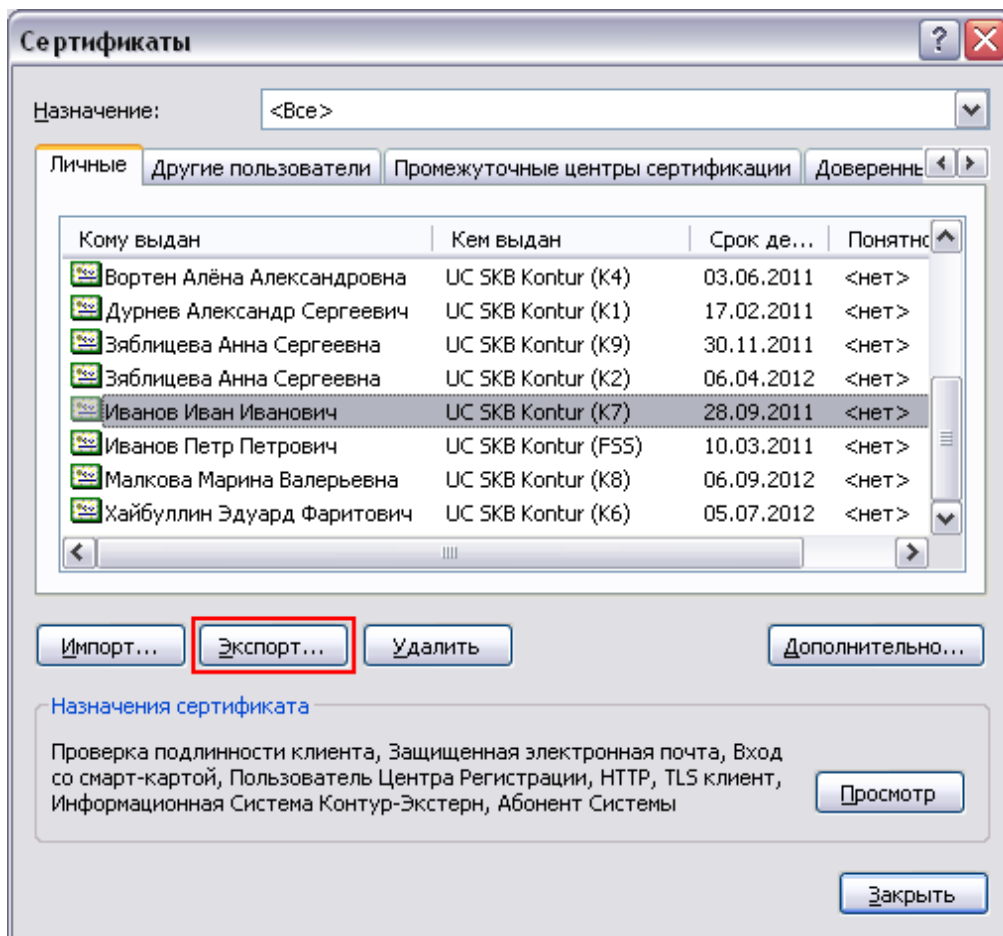 Сертификаты
Назначение: <Все>
Личные Другие пользователи Промежуточные центры сертификации Доверенны
Кому выдан Кем выдан Срок де... Понятно
Вортен Алёна Александровна UC SKB Kontur (K4) 03.06.2011 <нет>
Дурнев Александр Сергеевич UC SKB Kontur (K1) 17.02.2011 <нет>
Зяблицева Анна Сергеевна UC SKB Kontur (K9) 30.11.2011 <нет>
Зяблицева Анна Сергеевна UC SKB Kontur (K2) 06.04.2012 <нет>
Иванов Иван Иванович UC SKB Kontur (K7) 28.09.2011 <нет>
Иванов Петр Петрович UC SKB Kontur (FSS) 10.03.2011 <нет>
Малкова Марина Валерьевна UC SKB Kontur (K8) 06.09.2012 <нет>
Хайбуллин Эдуард Фаритович UC SKB Kontur (K6) 05.07.2012 <нет>
Импорт... Экспорт... Удалить Дополнительно...
Назначения сертификата
Проверка подлинности клиента, Защищенная электронная почта, Вход
со смарт-картой, Пользователь Центра Регистрации, HTTP, TLS клиент,
Информационная Система Контур-Экстерн, Абонент Системы
Просмотр
Закрыть